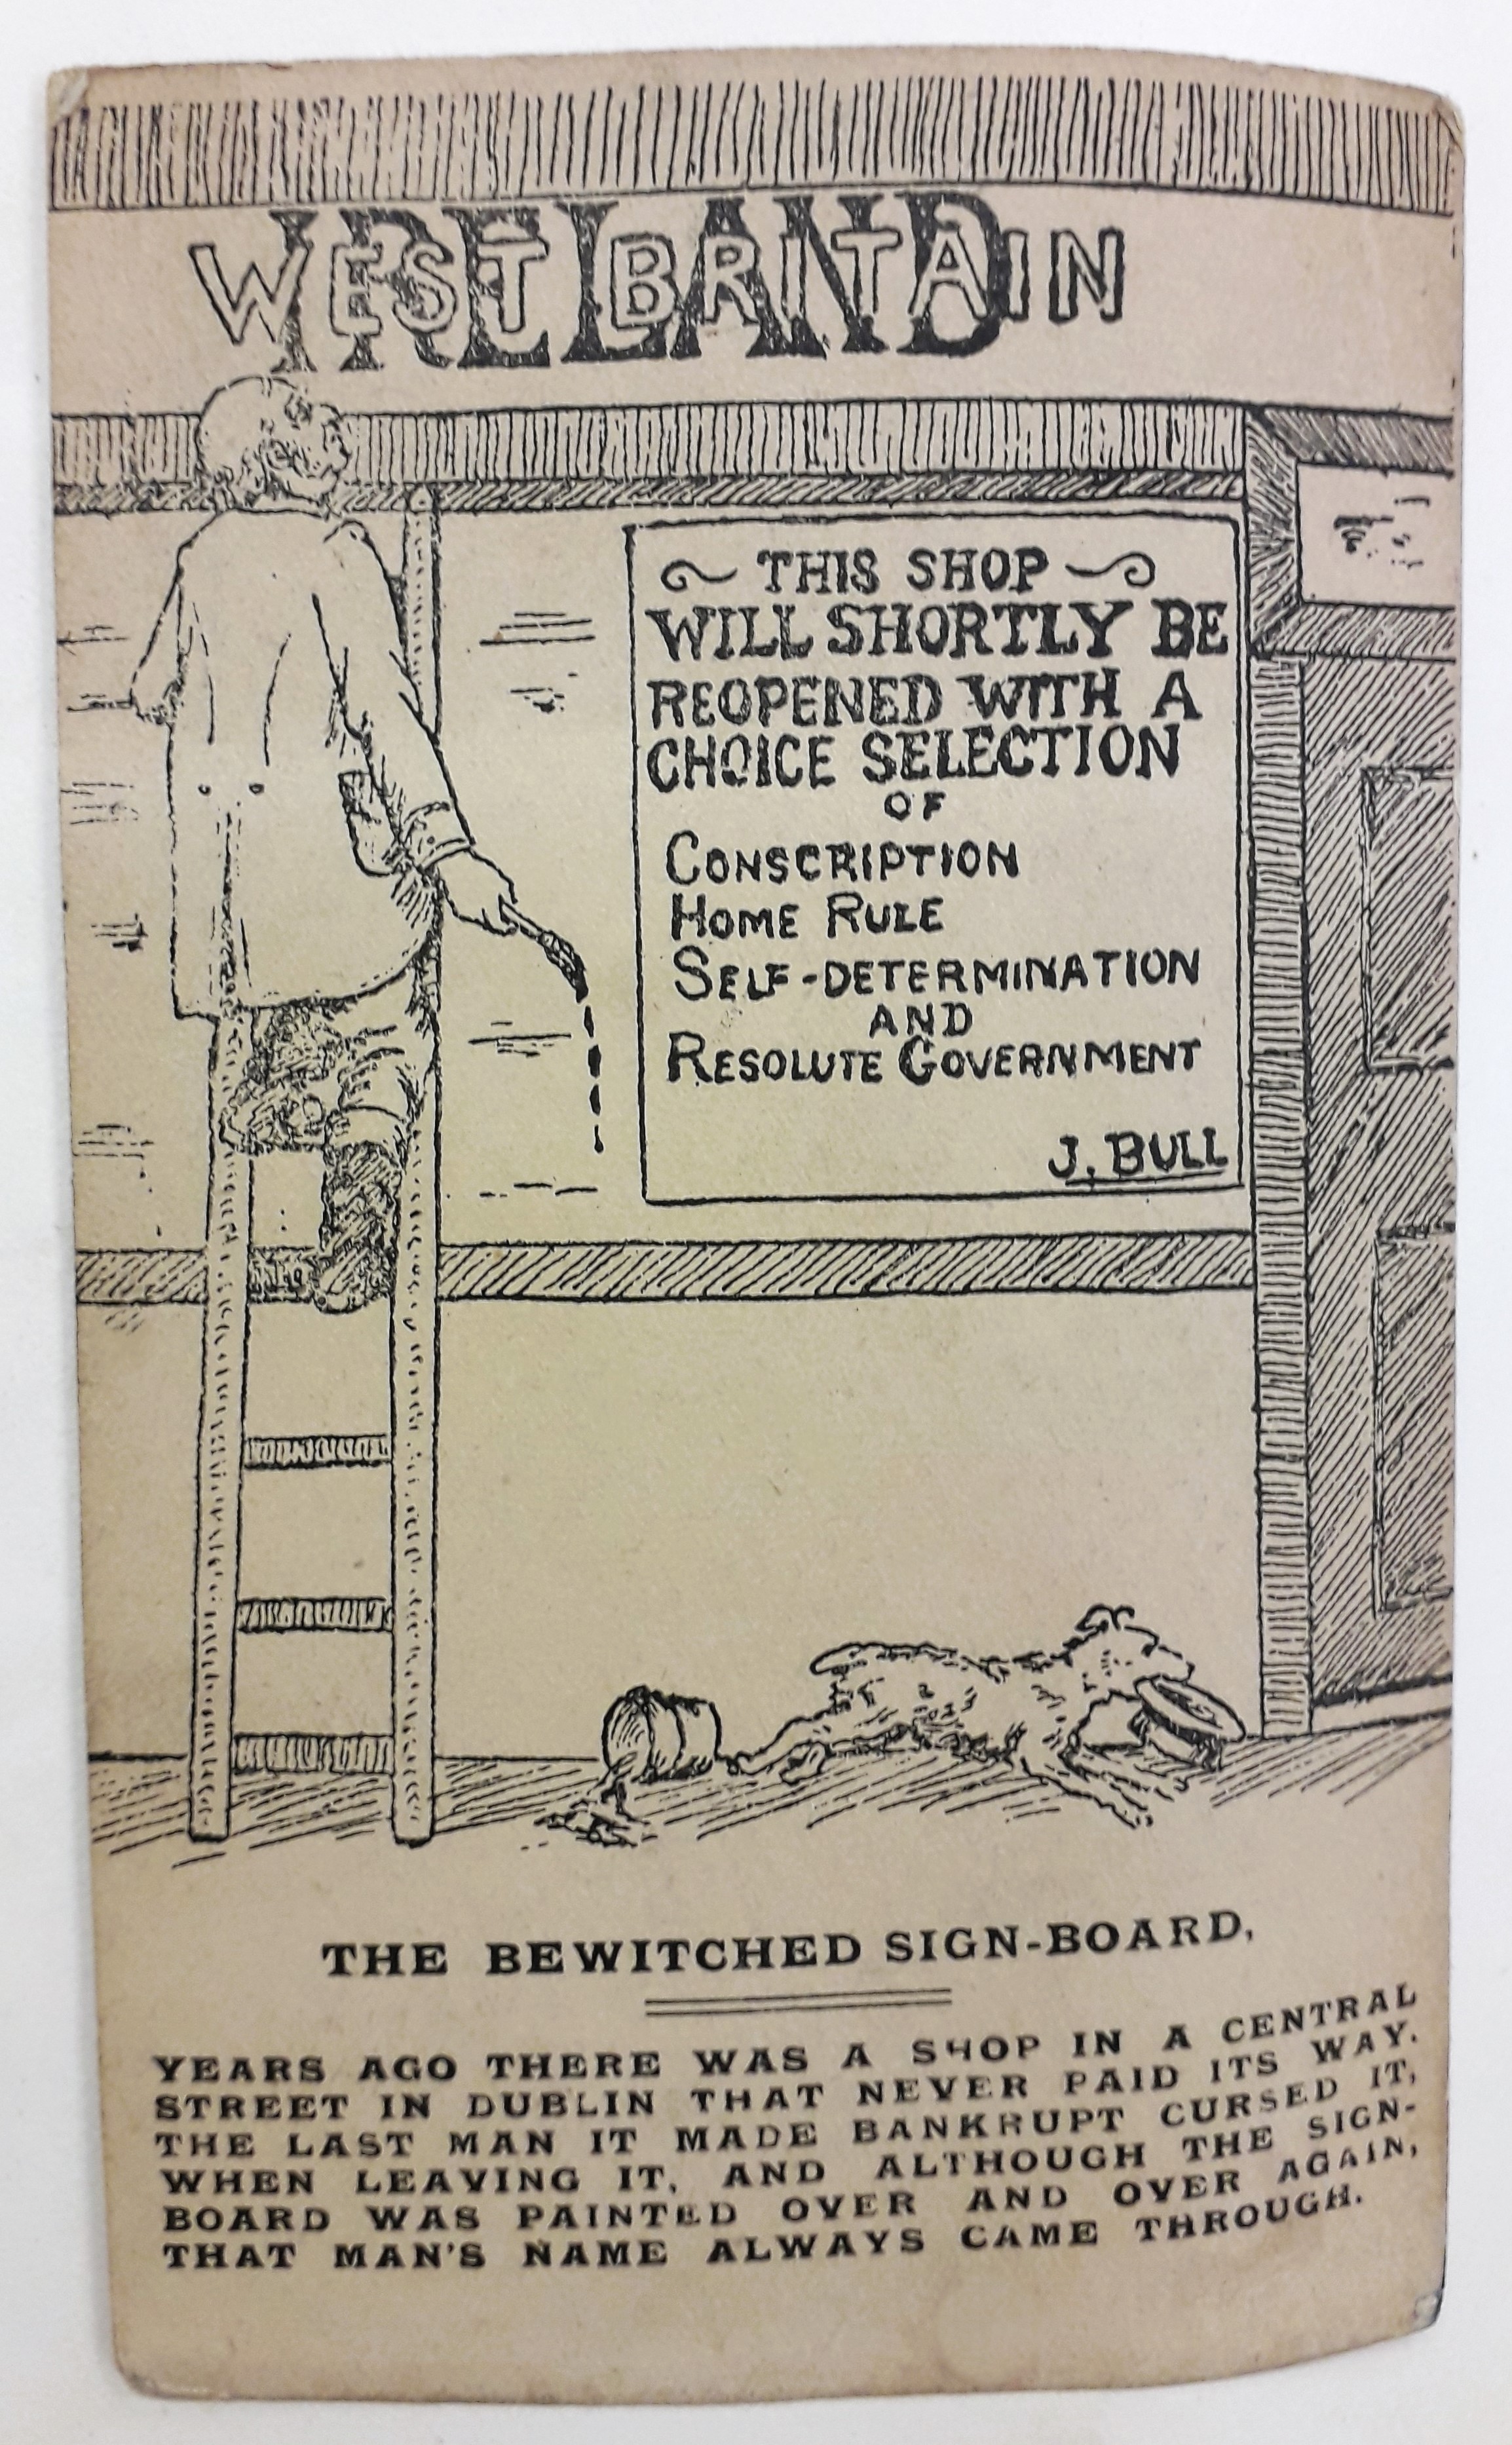 IRELAND
WEST BRITAIN
THIS SHOP
WILL SHORTLY BE
REOPENED WITH A
CHOICE SELECTION
OF
CONSCRIPTION
HOME RULE
SELF-DETERMINATION
AND
RESOLUTE GOVERNMENT
J. BULL
THE BEWITCHED SIGN-BOARD.
YEARS AGO THERE WAS A SHOP IN A CENTRAL
STREET IN DUBLIN THAT NEVER PAID ITS WAY.
THE LAST MAN IT MADE BANKRUPT CURSED IT,
WHEN LEAVING IT, AND ALTHOUGH THE SIGN-
BOARD WAS PAINTED OVER AND OVER AGAIN,
THAT MAN'S NAME ALWAYS CAME THROUGH.